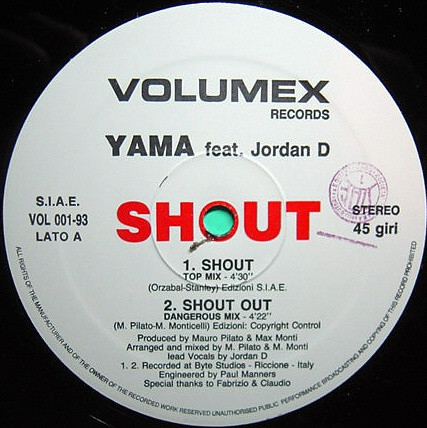 VOLUMEX
RECORDS
YAMA feat. Jordan D
S.I.A.E.
VOL 001-93
LATO A
SHOUT
STEREO
45 giri
1. SHOUT
TOP MIX - 4'30"
(Orzabal-Stanley) Edizioni S.I.A.E.
2. SHOUT OUT
DANGEROUS MIX - 4'22"
(M. Pilato-M. Monticelli) Edizioni: Copyright Control
Produced by Mauro Pilato & Max Monti
Arranged and mixed by M. Pilato & M. Monti
lead Vocals by Jordan D
1. 2. Recorded at Byte Studios - Riccione - Italy
Engineered by Paul Manners
Special thanks to Fabrizio & Claudio
ALL RIGHTS OF THE MANUFACTURER AND OF THE OWNER OF THE RECORDED WORK RESERVED UNAUTHORISED PUBLIC PERFORMANCE BROADCASTING AND COPYING OF THIS RECORD PROHIBITED